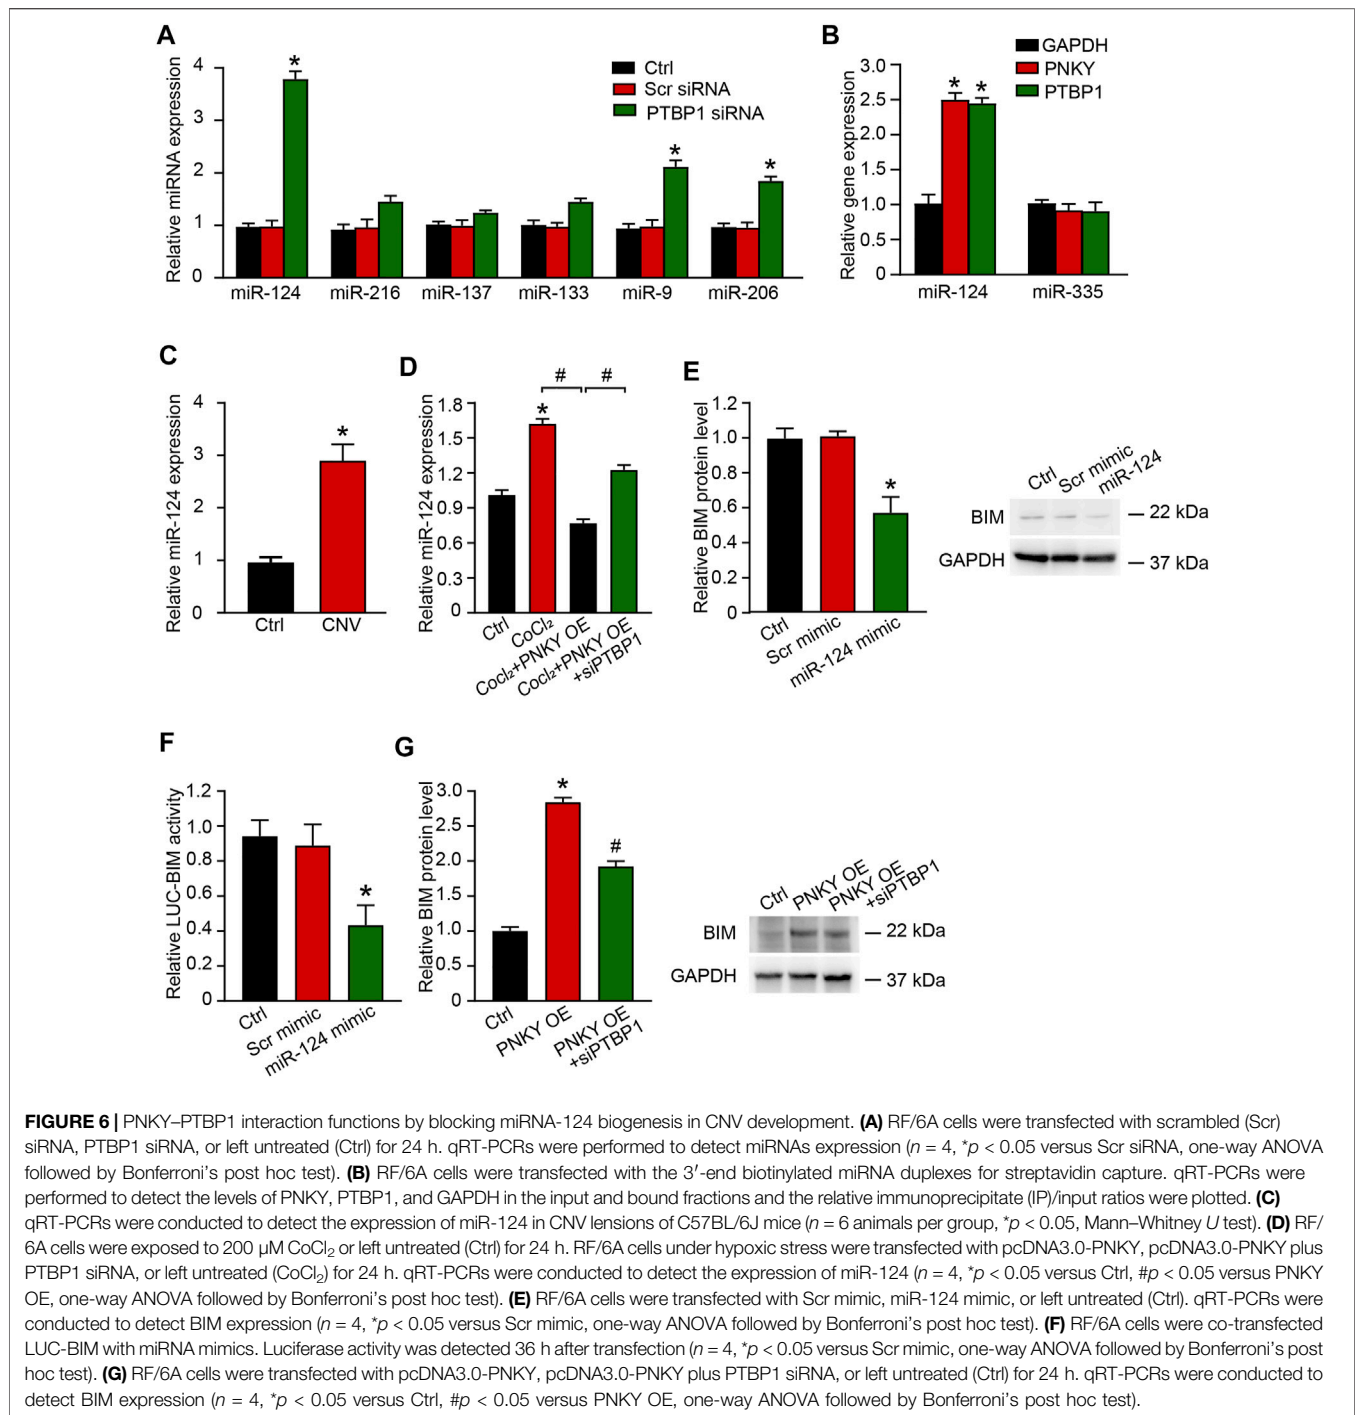 A
Relative miRNA expression
4
3
2
1
0
*
*
*
Ctrl
Scr siRNA
PTBP1 siRNA
miR-124 miR-216 miR-137 miR-133 miR-9 miR-206
B
Relative gene expression
3.0
2.5
2.0
1.5
1.0
0.5
0
* *
GAPDH
PNKY
PTBP1
miR-124 miR-335
C
Relative miR-124 expression
4
3
2
1
0
*
Ctrl CNV
D
Relative miR-124 expression
1.8
1.5
1.2
0.9
0.6
0.3
0
*
# #
Ctrl
CoCl₂
Cocl₂+PNKY OE
Cocl₂+PNKY OE
+siPTBP1
E
Relative BIM protein level
1.2
1.0
0.8
0.6
0.4
0.2
0
*
Ctrl
Scr mimic
miR-124 mimic
Ctrl
Scr mimic
miR-124
BIM
22 kDa
GAPDH
37 kDa
F
Relative LUC-BIM activity
1.2
1.0
0.8
0.6
0.4
0.2
0
*
Ctrl
Scr mimic
miR-124 mimic
G
Relative BIM protein level
3.0
2.5
2.0
1.5
1.0
0.5
0
*
#
Ctrl
PNKY OE
PNKY OE
+siPTBP1
Ctrl
PNKY OE
PNKY OE
+siPTBP1
BIM
22 kDa
GAPDH
37 kDa
FIGURE 6 | PNKY–PTBP1 interaction functions by blocking miRNA-124 biogenesis in CNV development. (A) RF/6A cells were transfected with scrambled (Scr)
siRNA, PTBP1 siRNA, or left untreated (Ctrl) for 24 h. qRT-PCRs were performed to detect miRNAs expression (n = 4, *p < 0.05 versus Scr siRNA, one-way ANOVA
followed by Bonferroni's post hoc test). (B) RF/6A cells were transfected with the 3′-end biotinylated miRNA duplexes for streptavidin capture. qRT-PCRs were
performed to detect the levels of PNKY, PTBP1, and GAPDH in the input and bound fractions and the relative immunoprecipitate (IP)/input ratios were plotted. (C)
qRT-PCRs were conducted to detect the expression of miR-124 in CNV lensions of C57BL/6J mice (n = 6 animals per group, *p < 0.05, Mann–Whitney U test). (D) RF/
6A cells were exposed to 200 μM CoCl₂ or left untreated (Ctrl) for 24 h. RF/6A cells under hypoxic stress were transfected with pcDNA3.0-PNKY, pcDNA3.0-PNKY plus
PTBP1 siRNA, or left untreated (CoCl₂) for 24 h. qRT-PCRs were conducted to detect the expression of miR-124 (n = 4, *p < 0.05 versus Ctrl, #p < 0.05 versus PNKY
OE, one-way ANOVA followed by Bonferroni's post hoc test). (E) RF/6A cells were transfected with Scr mimic, miR-124 mimic, or left untreated (Ctrl). qRT-PCRs were
conducted to detect BIM expression (n = 4, *p < 0.05 versus Scr mimic, one-way ANOVA followed by Bonferroni's post hoc test). (F) RF/6A cells were co-transfected
LUC-BIM with miRNA mimics. Luciferase activity was detected 36 h after transfection (n = 4, *p < 0.05 versus Scr mimic, one-way ANOVA followed by Bonferroni's post
hoc test). (G) RF/6A cells were transfected with pcDNA3.0-PNKY, pcDNA3.0-PNKY plus PTBP1 siRNA, or left untreated (Ctrl) for 24 h. qRT-PCRs were conducted to
detect BIM expression (n = 4, *p < 0.05 versus Ctrl, #p < 0.05 versus PNKY OE, one-way ANOVA followed by Bonferroni's post hoc test).